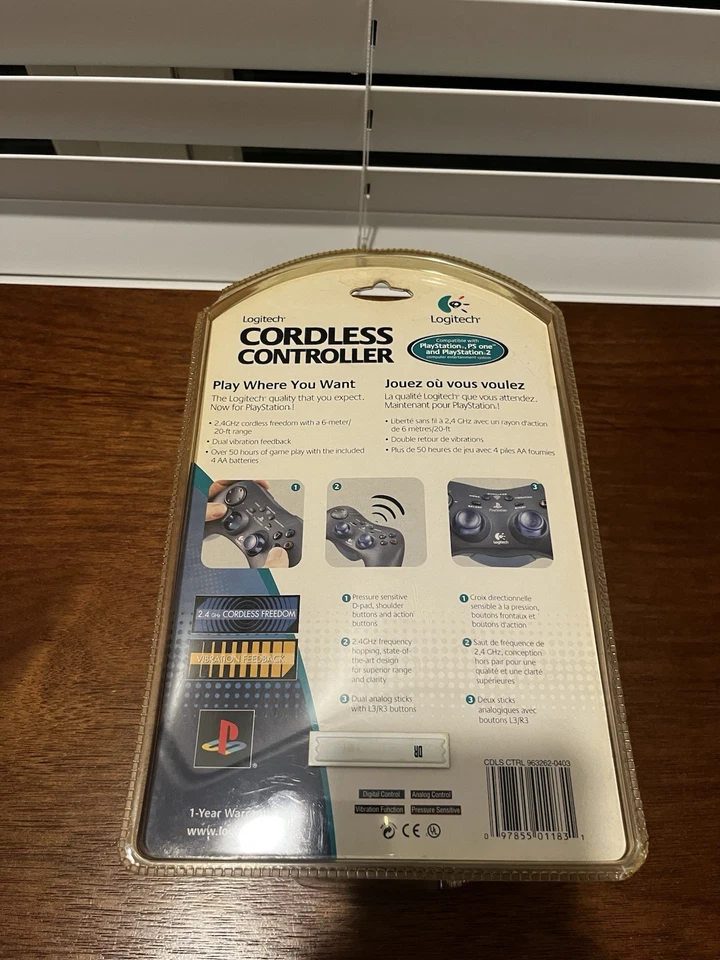 Logitech®
CORDLESS
CONTROLLER
Logitech®
Compatible with
PlayStation®, PS one™
and PlayStation®2
computer entertainment system
Play Where You Want
The Logitech® quality that you expect.
Now for PlayStation®!
• 2.4GHz cordless freedom with a 6-meter/
20-ft range
• Dual vibration feedback
• Over 50 hours of game play with the included
4 AA batteries
Jouez où vous voulez
La qualité Logitech® que vous attendez.
Maintenant pour PlayStation®!
• Liberté sans fil à 2,4 GHz avec un rayon d'action
de 6 mètres/20-ft
• Double retour de vibrations
• Plus de 50 heures de jeu avec 4 piles AA fournies
1
2
3
Logitech
2.4 GHz CORDLESS FREEDOM
VIBRATION FEEDBACK
1 Pressure sensitive
D-pad, shoulder
buttons and action
buttons
2 2.4GHz frequency
hopping, state-of-
the-art design
for superior range
and clarity
3 Dual analog sticks
with L3/R3 buttons
1 Croix directionnelle
sensible à la pression,
boutons frontaux et
boutons d'action
2 Saut de fréquence de
2,4 GHz, conception
hors pair pour une
qualité et une clarté
supérieures
3 Deux sticks
analogiques avec
boutons L3/R3
DR
CDLS CTRL 963262-0403
Digital Control
Analog Control
Vibration Function
Pressure Sensitive
CE
UL
0 97855 01183 1
1-Year